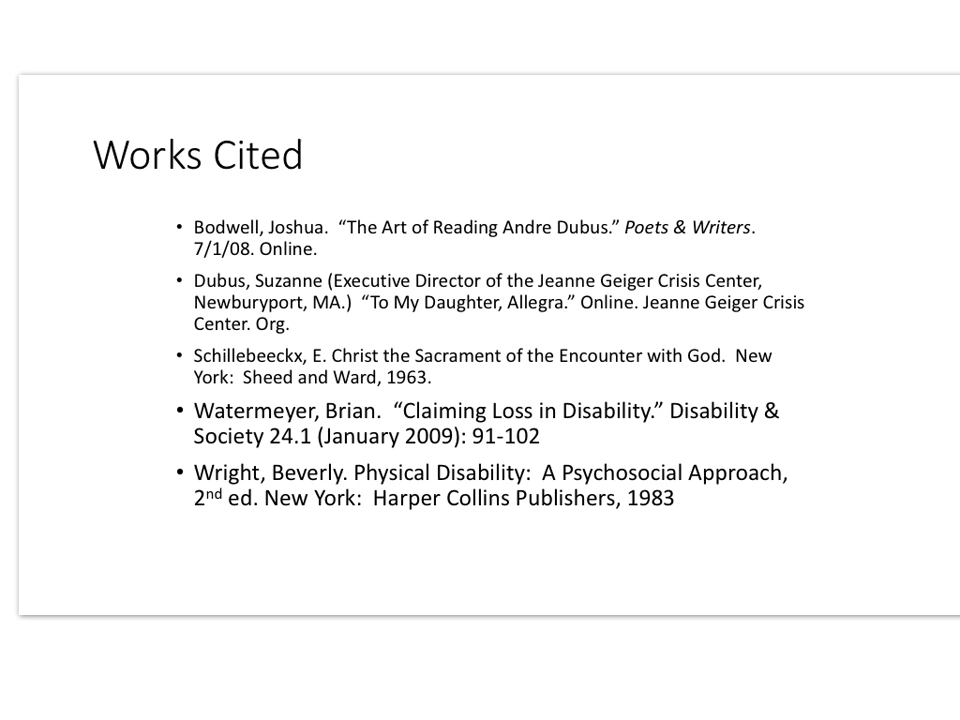 Works Cited
• Bodwell, Joshua.  “The Art of Reading Andre Dubus.” Poets & Writers.
7/1/08. Online.
• Dubus, Suzanne (Executive Director of the Jeanne Geiger Crisis Center,
Newburyport, MA.)  “To My Daughter, Allegra.” Online. Jeanne Geiger Crisis
Center. Org.
• Schillebeeckx, E. Christ the Sacrament of the Encounter with God.  New
York:  Sheed and Ward, 1963.
• Watermeyer, Brian.  “Claiming Loss in Disability.” Disability &
Society 24.1 (January 2009): 91-102
• Wright, Beverly. Physical Disability:  A Psychosocial Approach,
2nd ed. New York:  Harper Collins Publishers, 1983